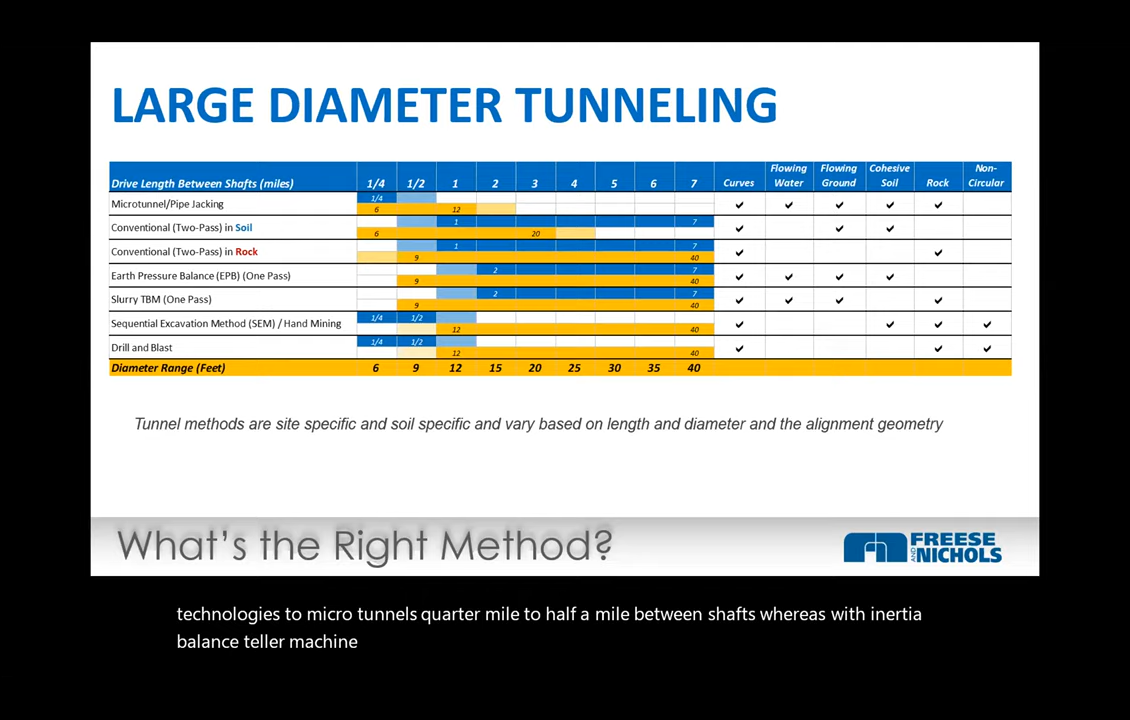 LARGE DIAMETER TUNNELING
Drive Length Between Shafts (miles) 1/4 1/2 1 2 3 4 5 6 7 Curves Flowing Water Flowing Ground Cohesive Soil Rock Non-Circular
Microtunnel/Pipe Jacking 1/4
6 12 ✓ ✓ ✓ ✓ ✓
Conventional (Two-Pass) in Soil 1 7
6 20 ✓ ✓ ✓
Conventional (Two-Pass) in Rock 1 7
9 40 ✓ ✓
Earth Pressure Balance (EPB) (One Pass) 2 7
9 40 ✓ ✓ ✓ ✓
Slurry TBM (One Pass) 2 7
9 40 ✓ ✓ ✓ ✓
Sequential Excavation Method (SEM) / Hand Mining 1/4 1/2
12 40 ✓ ✓ ✓ ✓
Drill and Blast 1/4 1/2
12 40 ✓ ✓ ✓
Diameter Range (Feet) 6 9 12 15 20 25 30 35 40
Tunnel methods are site specific and soil specific and vary based on length and diameter and the alignment geometry
What's the Right Method?
FREESE
AND NICHOLS
technologies to micro tunnels quarter mile to half a mile between shafts whereas with inertia
balance teller machine